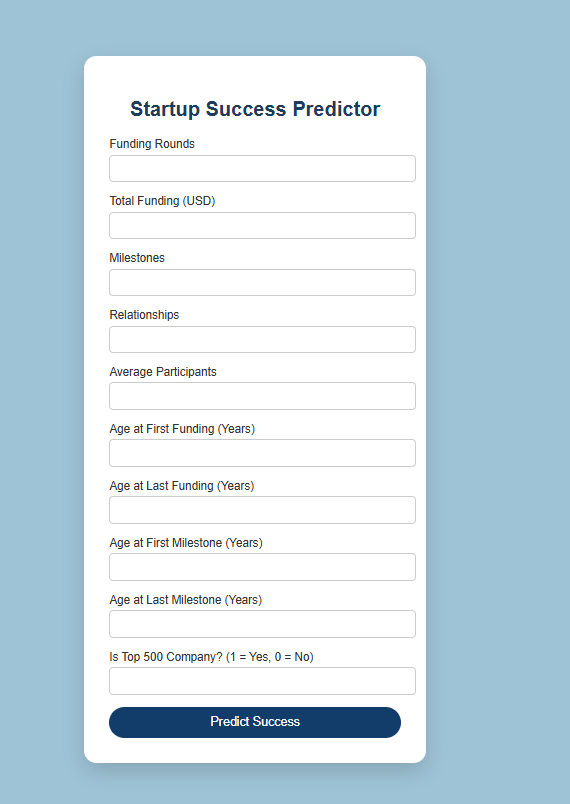 Startup Success Predictor
Funding Rounds
Total Funding (USD)
Milestones
Relationships
Average Participants
Age at First Funding (Years)
Age at Last Funding (Years)
Age at First Milestone (Years)
Age at Last Milestone (Years)
Is Top 500 Company? (1 = Yes, 0 = No)
Predict Success